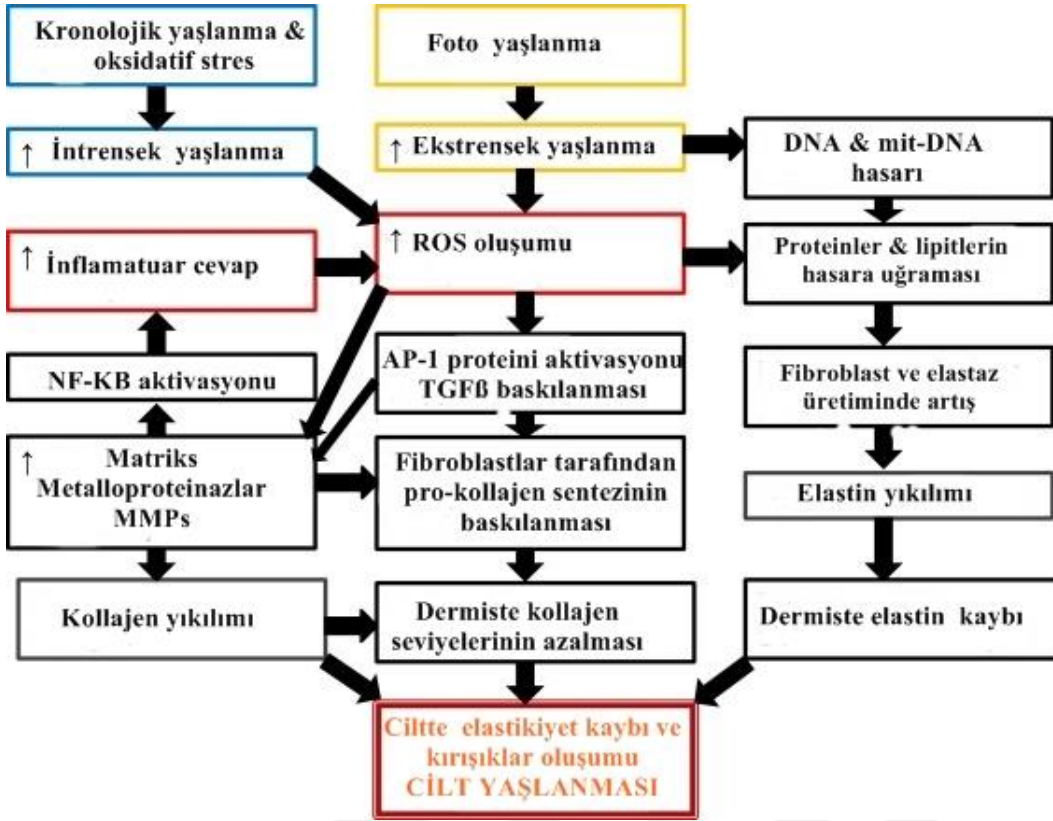 Kronolojik yaşlanma &
oksidatif stres
Foto yaşlanma
↑ İntrensek yaşlanma
↑ Ekstrensek yaşlanma
DNA & mit-DNA
hasarı
↑ İnflamatuar cevap
↑ ROS oluşumu
Proteinler & lipitlerin
hasara uğraması
NF-KB aktivasyonu
AP-1 proteini aktivasyonu
TGFß baskılanması
Fibroblast ve elastaz
üretiminde artış
↑ Matriks
Metalloproteinazlar
MMPs
Fibroblastlar tarafından
pro-kollajen sentezinin
baskılanması
Elastin yıkılımı
Kollajen yıkılımı
Dermiste kollajen
seviyelerinin azalması
Dermiste elastin kaybı
Ciltte elastikiyet kaybı ve
kırışıklar oluşumu
CİLT YAŞLANMASI